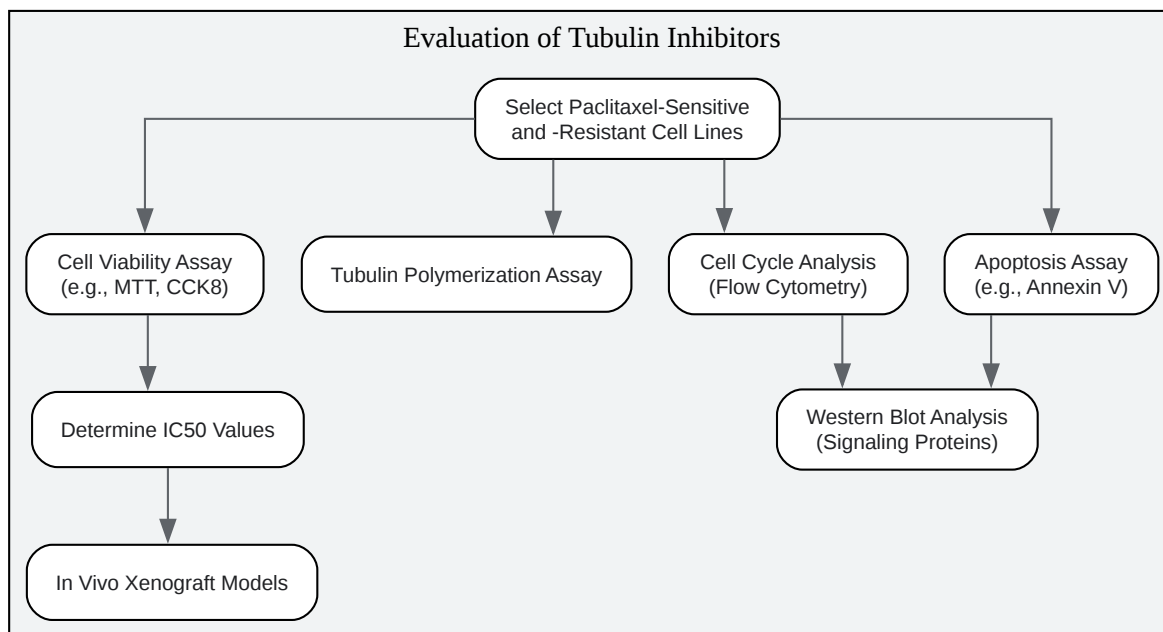 Evaluation of Tubulin Inhibitors
Select Paclitaxel-Sensitive
and -Resistant Cell Lines
Cell Viability Assay
(e.g., MTT, CCK8)
Tubulin Polymerization Assay
Cell Cycle Analysis
(Flow Cytometry)
Apoptosis Assay
(e.g., Annexin V)
Determine IC50 Values
Western Blot Analysis
(Signaling Proteins)
In Vivo Xenograft Models